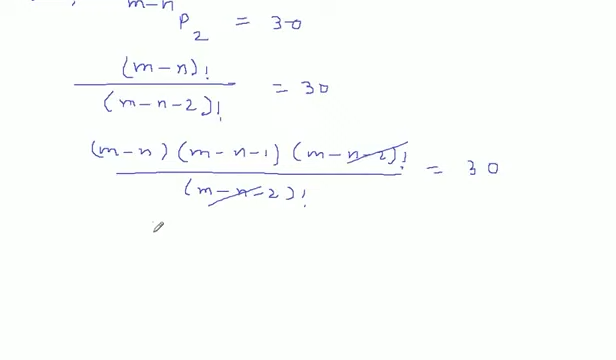 m-n P 2 = 30
(m-n)! / (m-n-2)! = 30
(m-n) (m-n-1) (m-n-2)! / (m-n-2)! = 30